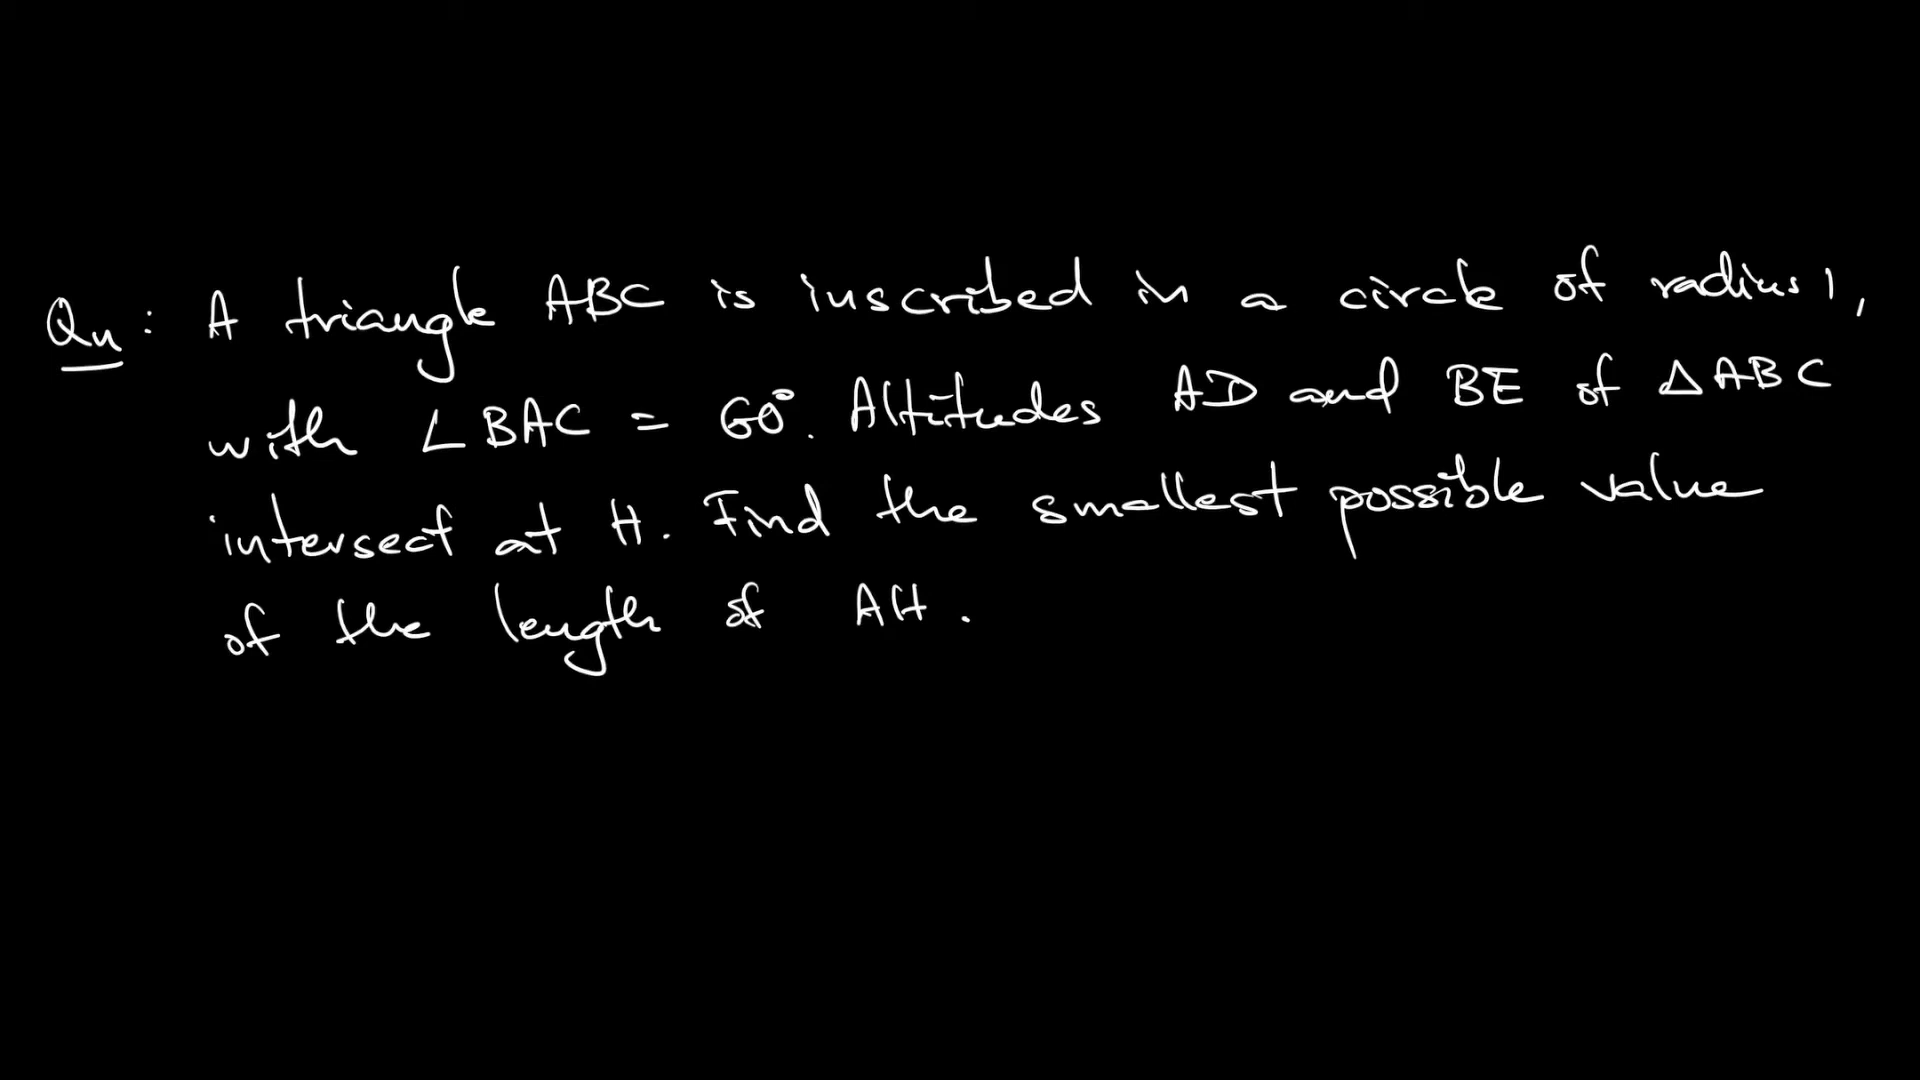 Qn: A triangle ABC is inscribed in a circle of radius 1,
with ∠BAC = 60°. Altitudes AD and BE of △ABC
intersect at H. Find the smallest possible value
of the length of AH.